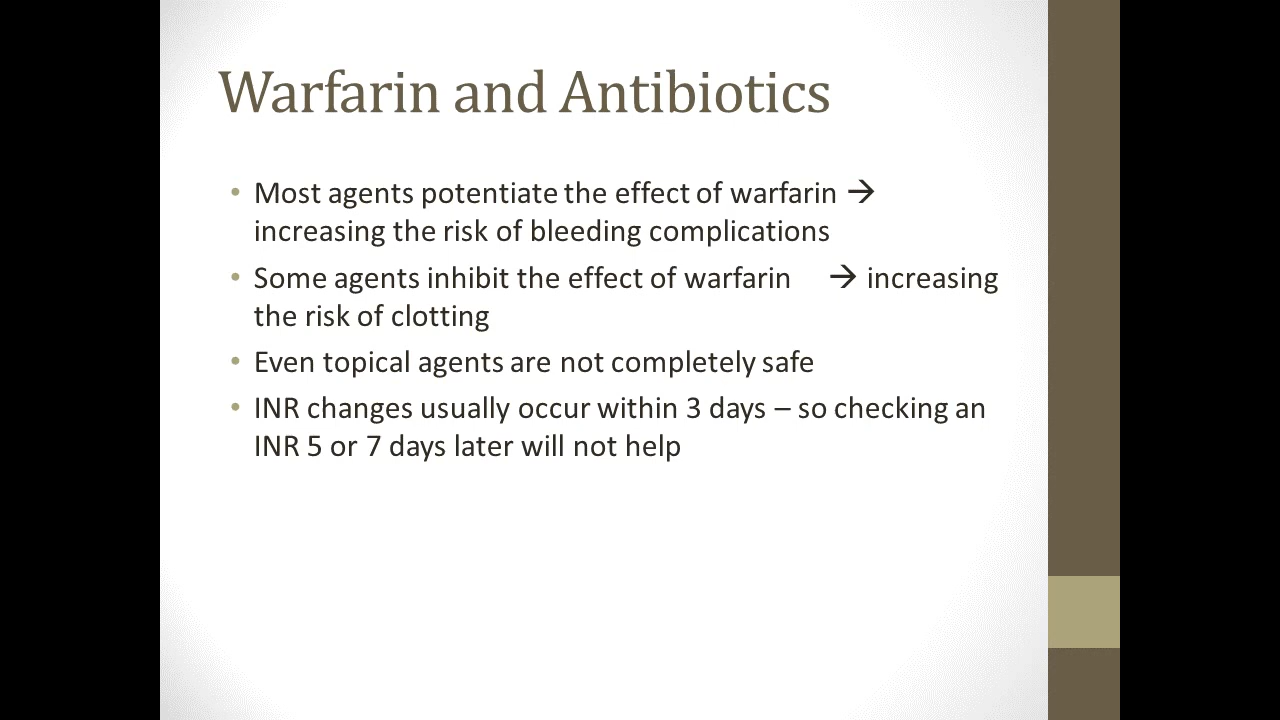 Warfarin and Antibiotics
• Most agents potentiate the effect of warfarin →
increasing the risk of bleeding complications
• Some agents inhibit the effect of warfarin → increasing
the risk of clotting
• Even topical agents are not completely safe
• INR changes usually occur within 3 days – so checking an
INR 5 or 7 days later will not help